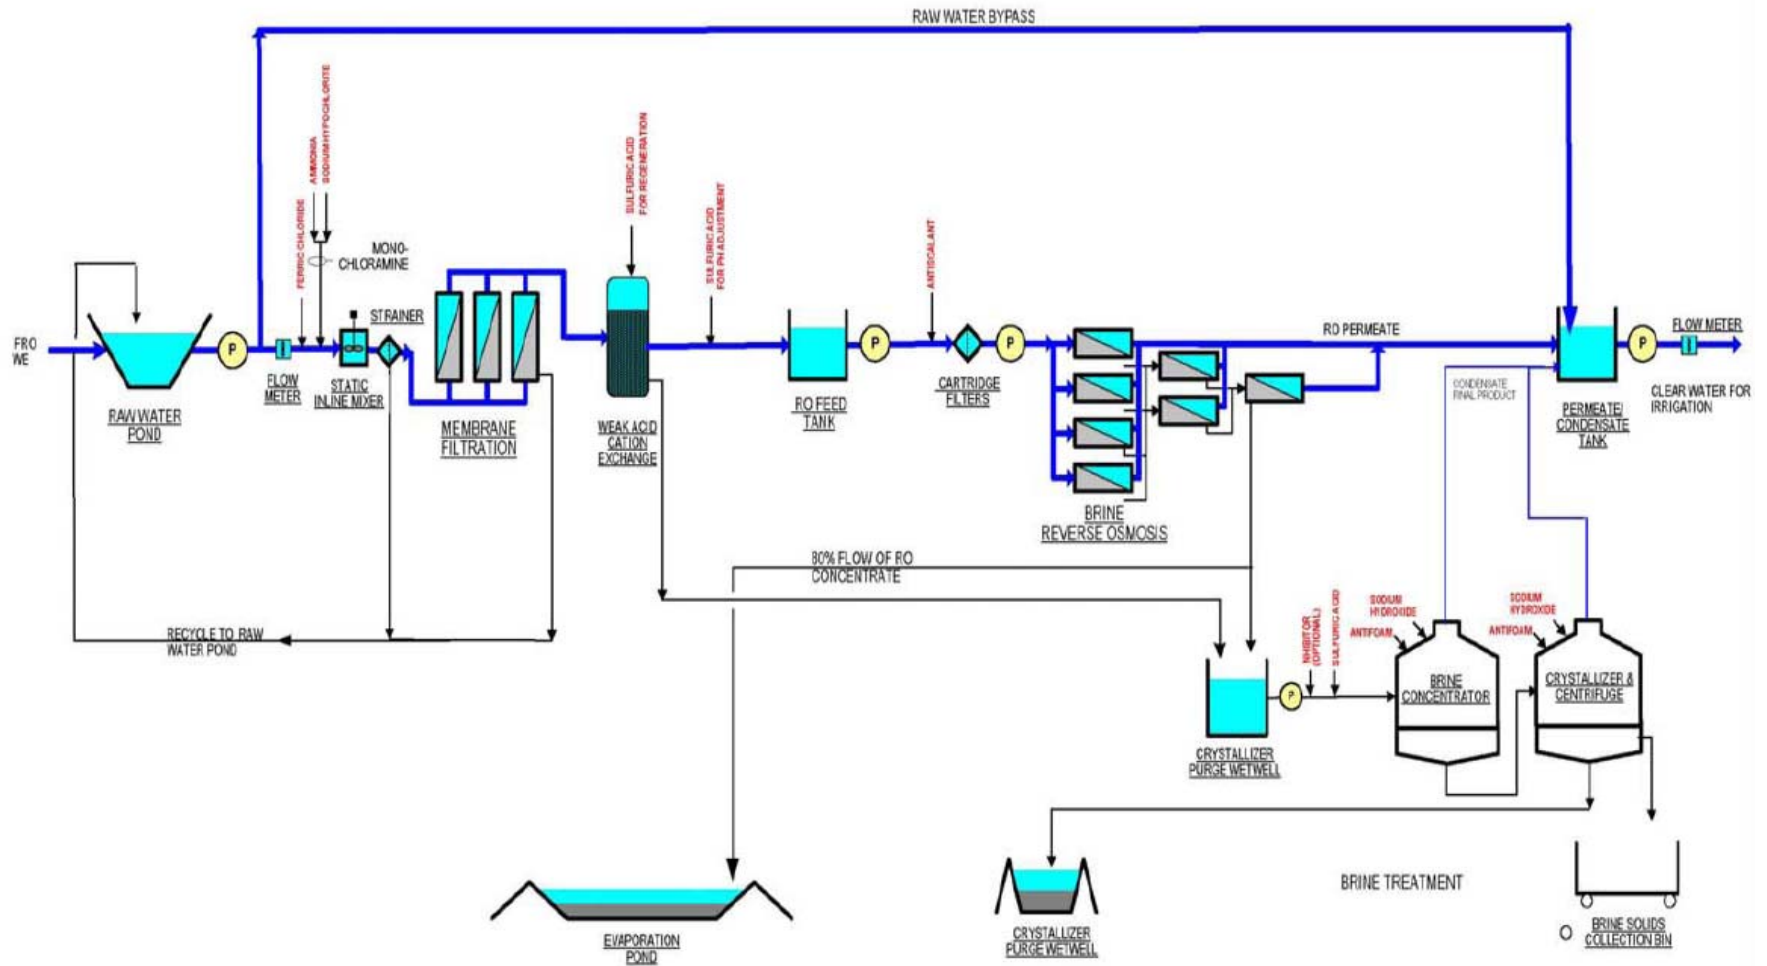 RAW WATER BYPASS
FERRIC CHLORIDE
AMMONIA
SODIUM HYPOCHLORITE
MONO-
CHLORAMINE
SULFURIC ACID
FOR REGENERATION
SULFURIC ACID
FOR PH ADJUSTMENT
ANTISCALANT
FRO
WE
P
RAW WATER
POND
FLOW
METER
STATIC
INLINE MIXER
STRAINER
MEMBRANE
FILTRATION
WEAK ACID
CATION
EXCHANGE
RO FEED
TANK
P
CARTRIDGE
FILTERS
P
BRINE
REVERSE OSMOSIS
RO PERMEATE
CONDENSATE
FINAL PRODUCT
PERMEATE/
CONDENSATE
TANK
P
FLOW METER
CLEAR WATER FOR
IRRIGATION
80% FLOW OF RO
CONCENTRATE
RECYCLE TO RAW
WATER POND
NHIBITOR
(OPTIONAL)
SULFURIC ACID
P
CRYSTALLIZER
PURGE WETWELL
SODIUM
HYDROXIDE
ANTIFOAM
BRINE
CONCENTRATOR
SODIUM
HYDROXIDE
ANTIFOAM
CRYSTALLIZER &
CENTRIFUGE
EVAPORATION
POND
CRYSTALLIZER
PURGE WETWELL
BRINE TREATMENT
BRINE SOLIDS
COLLECTION BIN